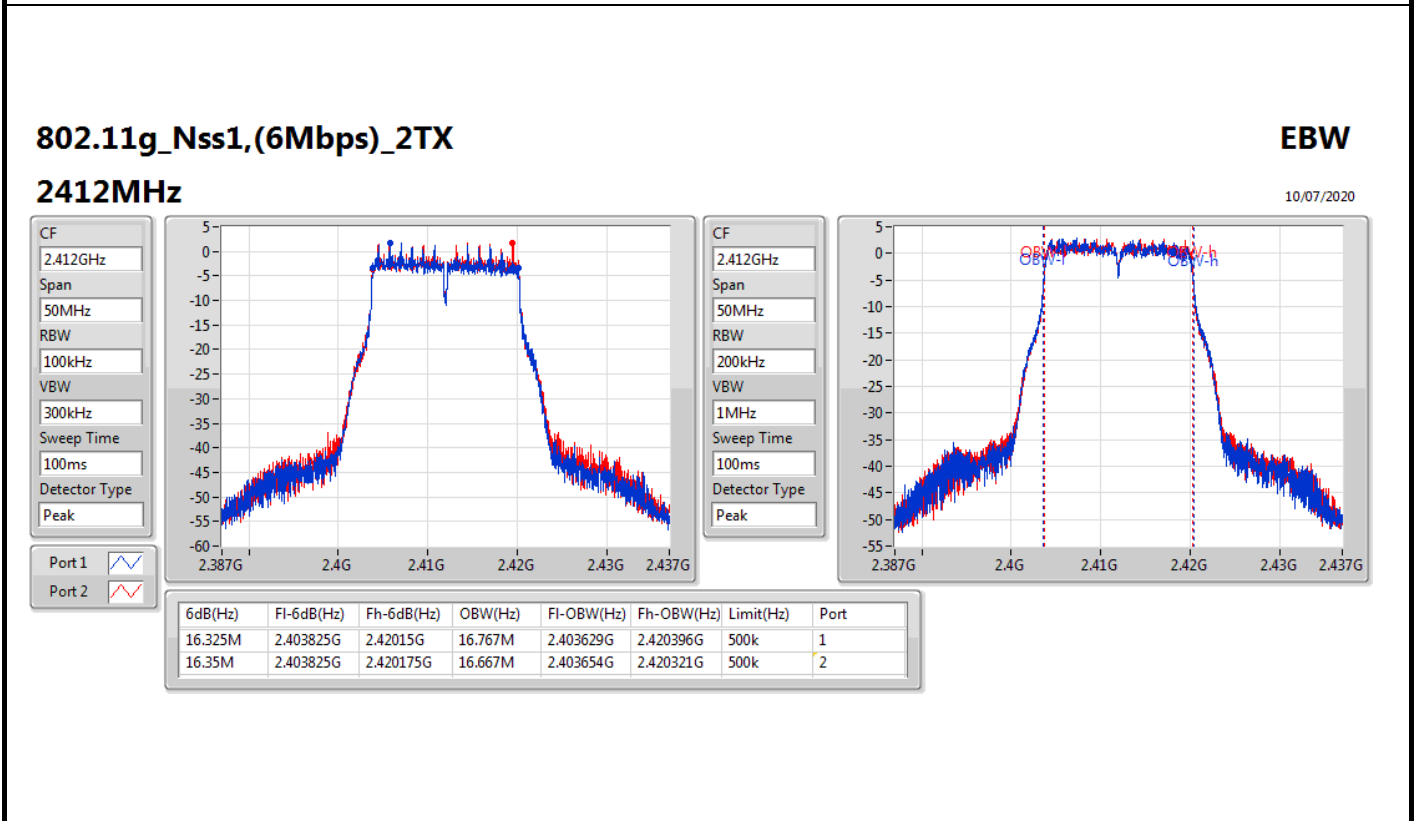 802.11g_Nss1,(6Mbps)_2TX
EBW
2412MHz
10/07/2020
CF
2.412GHz
Span
50MHz
RBW
100kHz
VBW
300kHz
Sweep Time
100ms
Detector Type
Peak
Port 1
Port 2
5
0
-5
-10
-15
-20
-25
-30
-35
-40
-45
-50
-55
-60
2.387G 2.4G 2.41G 2.42G 2.43G 2.437G
CF
2.412GHz
Span
50MHz
RBW
200kHz
VBW
1MHz
Sweep Time
100ms
Detector Type
Peak
5
0
-5
-10
-15
-20
-25
-30
-35
-40
-45
-50
-55
OBW-l
OBW-h
2.387G 2.4G 2.41G 2.42G 2.43G 2.437G
6dB(Hz) Fl-6dB(Hz) Fh-6dB(Hz) OBW(Hz) Fl-OBW(Hz) Fh-OBW(Hz) Limit(Hz) Port
16.325M 2.403825G 2.42015G 16.767M 2.403629G 2.420396G 500k 1
16.35M 2.403825G 2.420175G 16.667M 2.403654G 2.420321G 500k 2